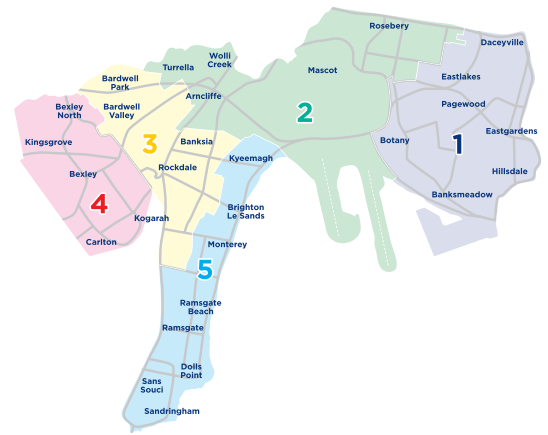 Rosebery
Daceyville
Wolli
Creek
Turrella
Mascot
Eastlakes
Bardwell
Park
Arncliffe
Pagewood
Bexley
North
Bardwell
Valley
2
Eastgardens
Kingsgrove
3
Banksia
Botany
1
Kyeemagh
Rockdale
Hillsdale
Bexley
Banksmeadow
4
Brighton
Le Sands
Kogarah
Carlton
Monterey
5
Ramsgate
Beach
Ramsgate
Dolls
Point
Sans
Souci
Sandringham